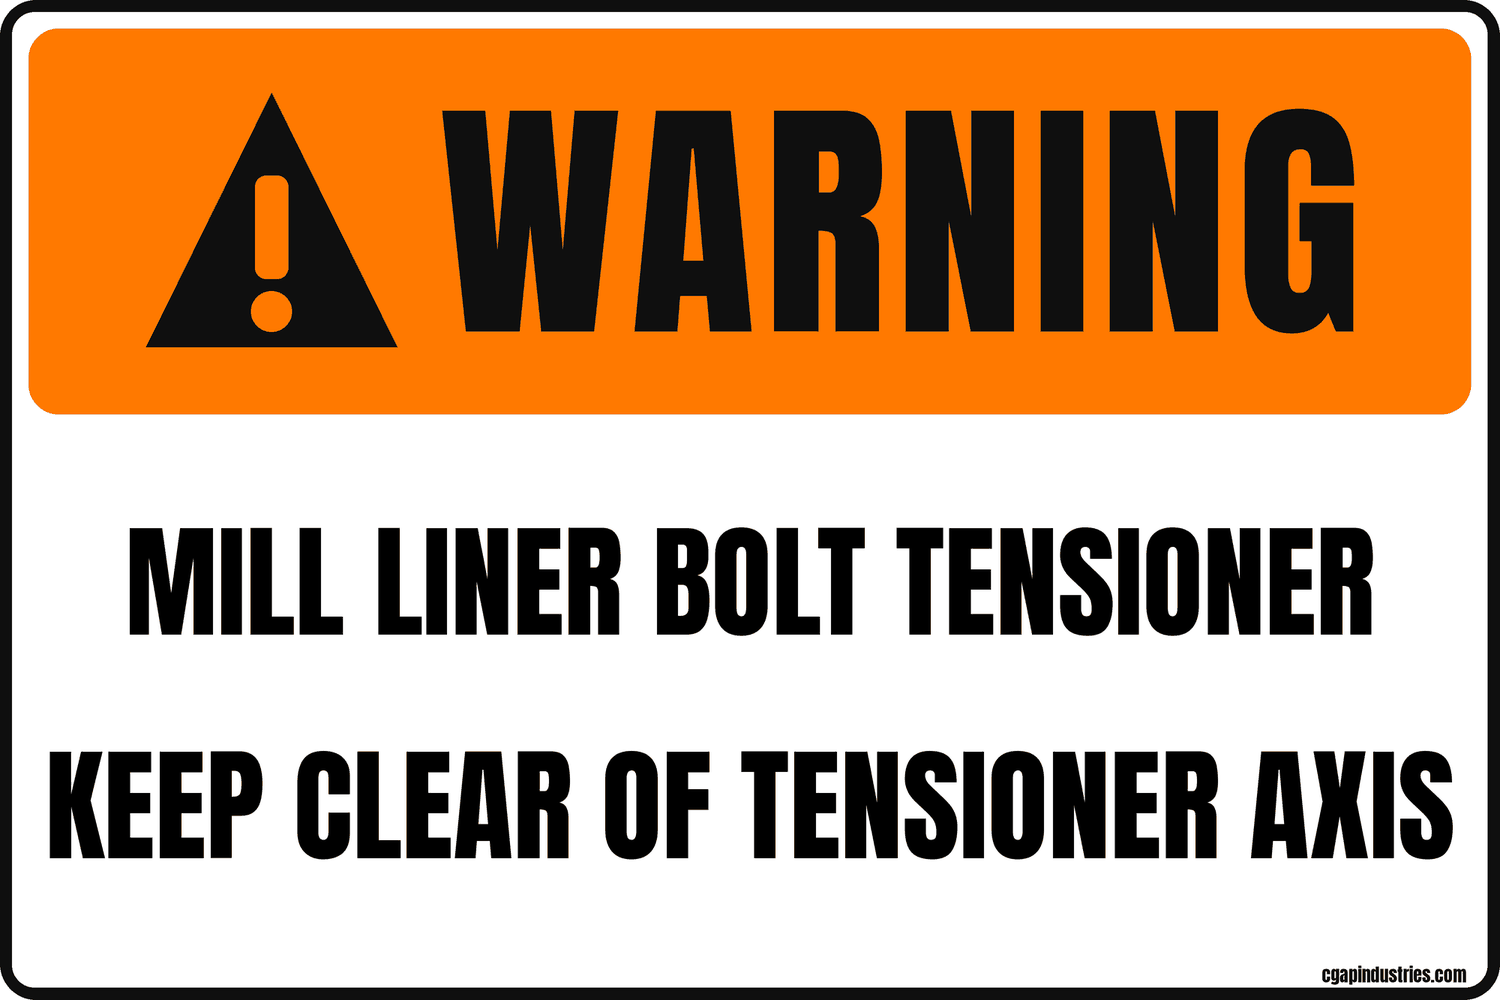 WARNING
MILL LINER BOLT TENSIONER
KEEP CLEAR OF TENSIONER AXIS
cgapindustries.com